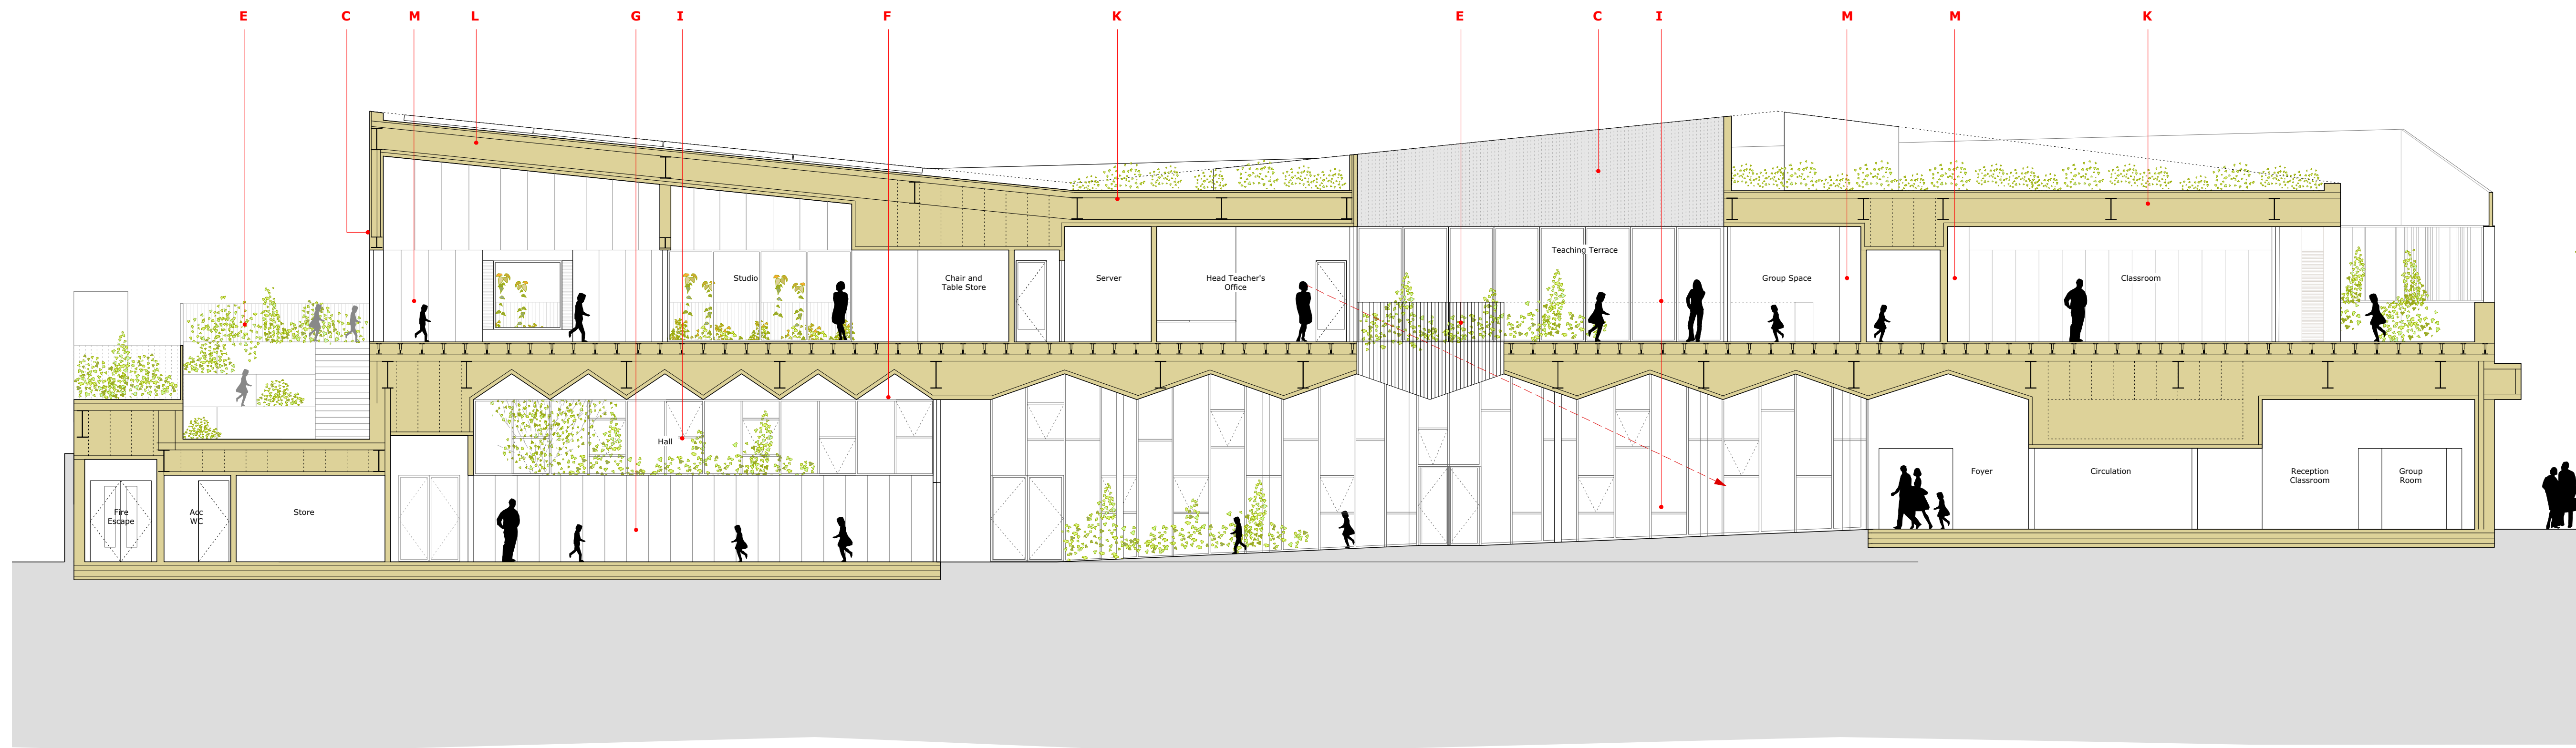 E C M L G I F K E C I M M K
Studio
Chair and
Table Store
Server
Head Teacher's
Office
Teaching Terrace
Group Space
Classroom
Hall
Fire
Escape
Acc
WC
Store
Foyer
Circulation
Reception
Classroom
Group
Room